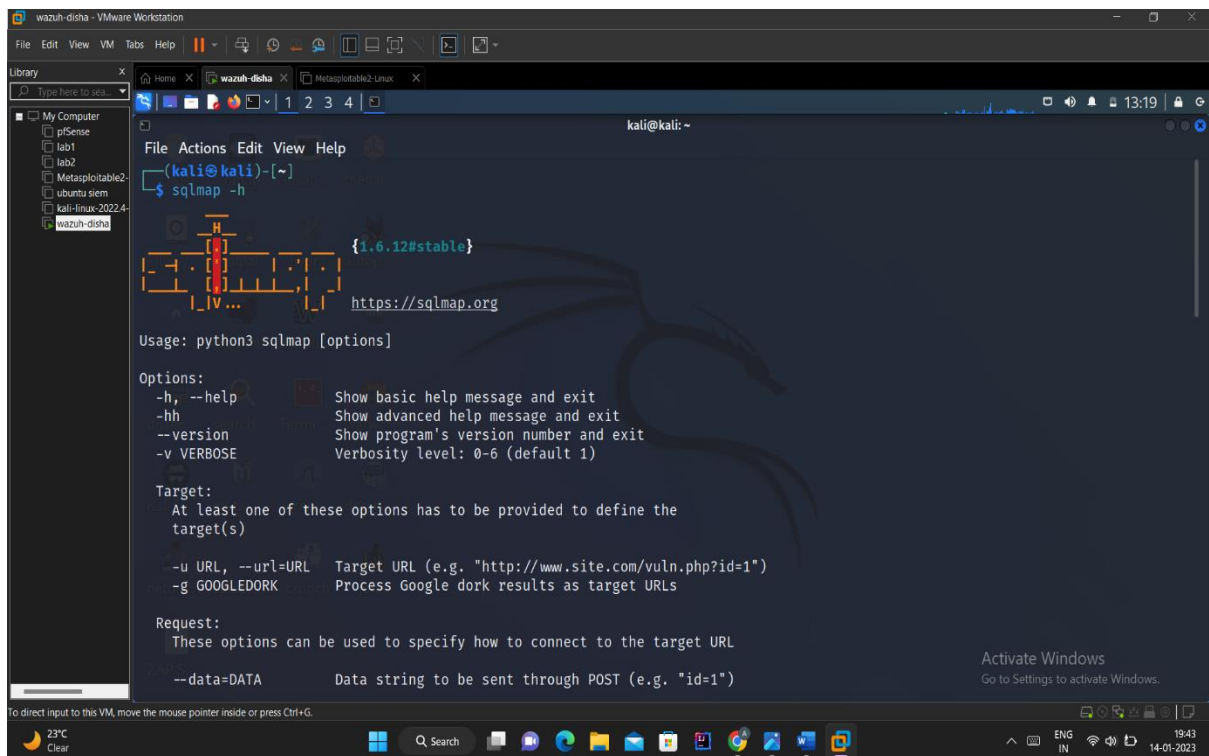 wazuh-disha - VMware Workstation
File Edit View VM Tabs Help
Library X
Type here to sea...
My Computer
pfSense
lab1
lab2
Metasploitable2-
ubuntu siem
kali-linux-2022.4-
wazuh-disha
Home X wazuh-disha X Metasploitable2-Linux X
1 2 3 4 13:19
kali@kali: ~
File Actions Edit View Help
(kali㉿kali)-[~]
$ sqlmap -h
{1.6.12#stable}
https://sqlmap.org
Usage: python3 sqlmap [options]
Options:
-h, --help Show basic help message and exit
-hh Show advanced help message and exit
--version Show program's version number and exit
-v VERBOSE Verbosity level: 0-6 (default 1)
Target:
At least one of these options has to be provided to define the
target(s)
-u URL, --url=URL Target URL (e.g. "http://www.site.com/vuln.php?id=1")
-g GOOGLEDORK Process Google dork results as target URLs
Request:
These options can be used to specify how to connect to the target URL
--data=DATA Data string to be sent through POST (e.g. "id=1")
Activate Windows
Go to Settings to activate Windows.
To direct input to this VM, move the mouse pointer inside or press Ctrl+G.
23°C
Clear
Search
ENG
IN
19:43
14-01-2023